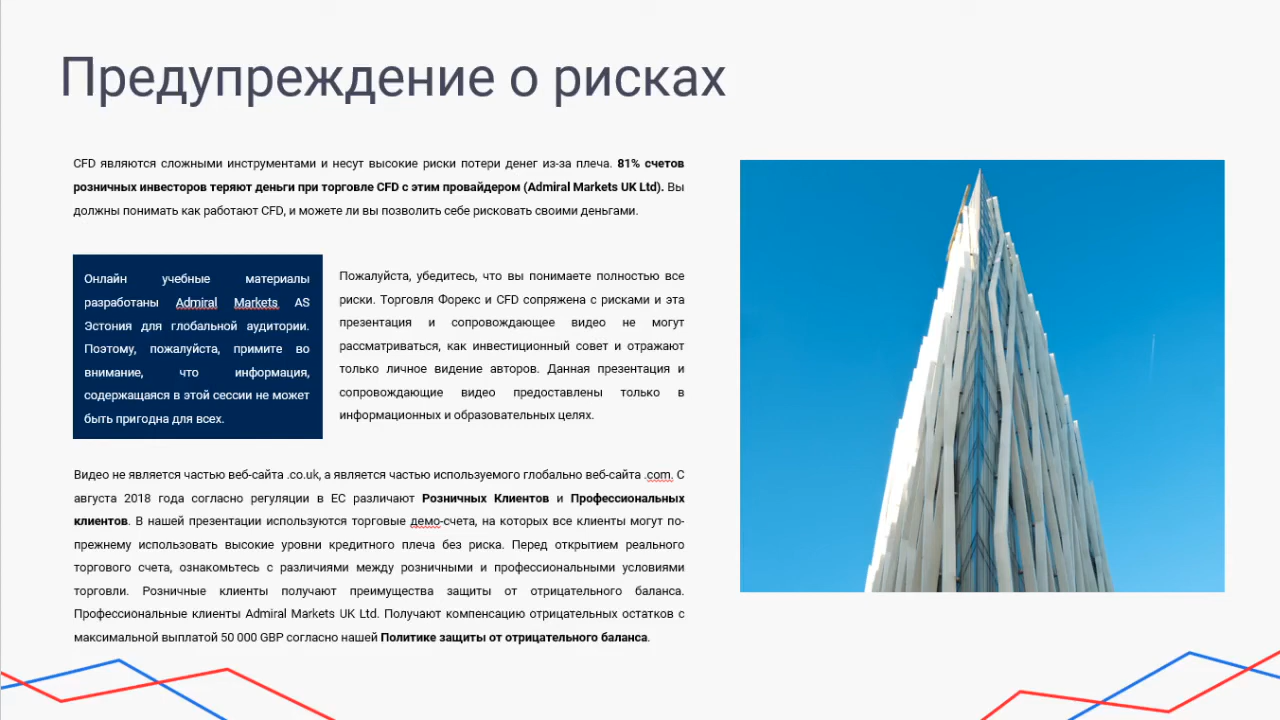 Предупреждение о рисках
CFD являются сложными инструментами и несут высокие риски потери денег из-за плеча. 81% счетов
розничных инвесторов теряют деньги при торговле CFD с этим провайдером (Admiral Markets UK Ltd). Вы
должны понимать как работают CFD, и можете ли вы позволить себе рисковать своими деньгами.
Онлайн учебные материалы
разработаны Admiral Markets AS
Эстония для глобальной аудитории.
Поэтому, пожалуйста, примите во
внимание, что информация,
содержащаяся в этой сессии не может
быть пригодна для всех.
Пожалуйста, убедитесь, что вы понимаете полностью все
риски. Торговля Форекс и CFD сопряжена с рисками и эта
презентация и сопровождающее видео не могут
рассматриваться, как инвестиционный совет и отражают
только личное видение авторов. Данная презентация и
сопровождающие видео предоставлены только в
информационных и образовательных целях.
Видео не является частью веб-сайта .co.uk, а является частью используемого глобально веб-сайта .com. С
августа 2018 года согласно регуляции в ЕС различают Розничных Клиентов и Профессиональных
клиентов. В нашей презентации используются торговые демо-счета, на которых все клиенты могут по-
прежнему использовать высокие уровни кредитного плеча без риска. Перед открытием реального
торгового счета, ознакомьтесь с различиями между розничными и профессиональными условиями
торговли. Розничные клиенты получают преимущества защиты от отрицательного баланса.
Профессиональные клиенты Admiral Markets UK Ltd. Получают компенсацию отрицательных остатков с
максимальной выплатой 50 000 GBP согласно нашей Политике защиты от отрицательного баланса.